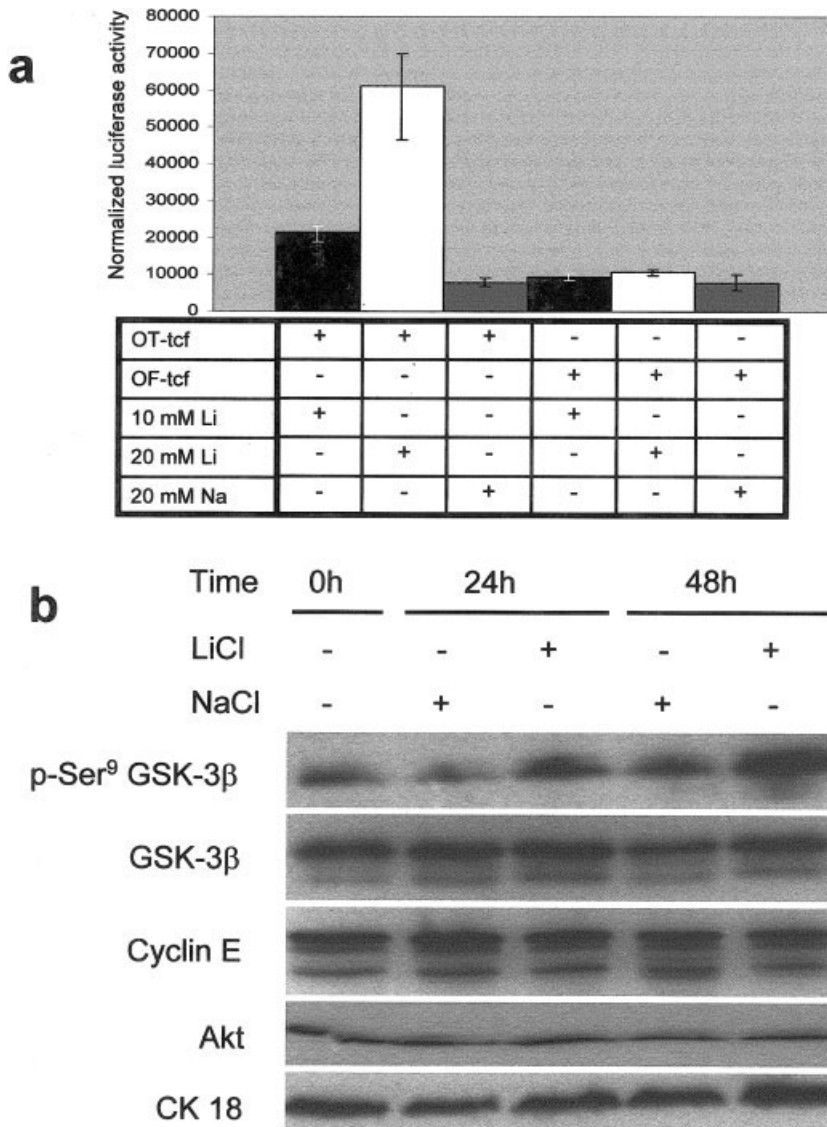 a
Normalized luciferase activity
80000
70000
60000
50000
40000
30000
20000
10000
0
OT-tcf + + + - - -
OF-tcf - - - + + +
10 mM Li + - - + - -
20 mM Li - + - - + -
20 mM Na - - + - - +
b
Time 0h 24h 48h
LiCl - - + - +
NaCl - + - + -
p-Ser⁹ GSK-3β
GSK-3β
Cyclin E
Akt
CK 18